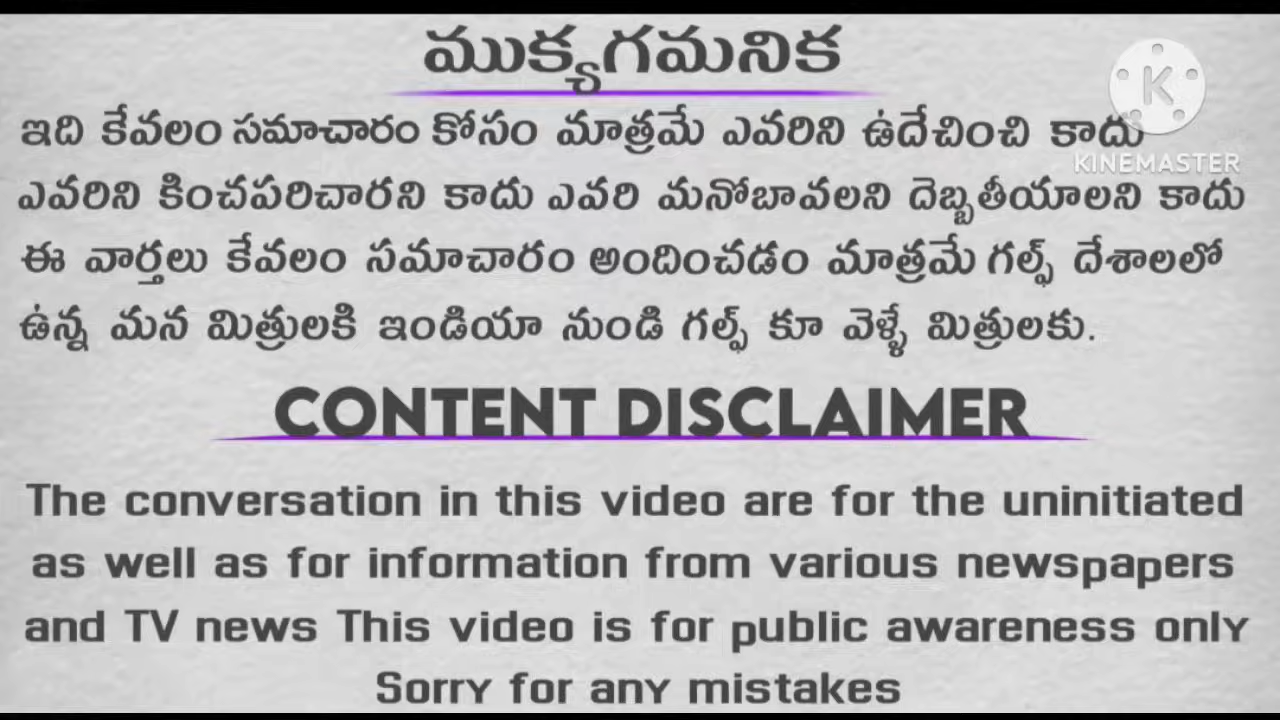 ముక్యగమనిక
K
KINEMASTER
ఇది కేవలం సమాచారం కోసం మాత్రమే ఎవరిని ఉదేచించి కాదు
ఎవరిని కించపరిచారని కాదు ఎవరి మనోబావలని దెబ్బతీయాలని కాదు
ఈ వార్తలు కేవలం సమాచారం అందించడం మాత్రమే గల్ఫ్ దేశాలలో
ఉన్న మన మిత్రులకి ఇండియా నుండి గల్ఫ్ కూ వెళ్ళే మిత్రులకు.
CONTENT DISCLAIMER
The conversation in this video are for the uninitiated
as well as for information from various newspapers
and TV news This video is for public awareness only
Sorry for any mistakes